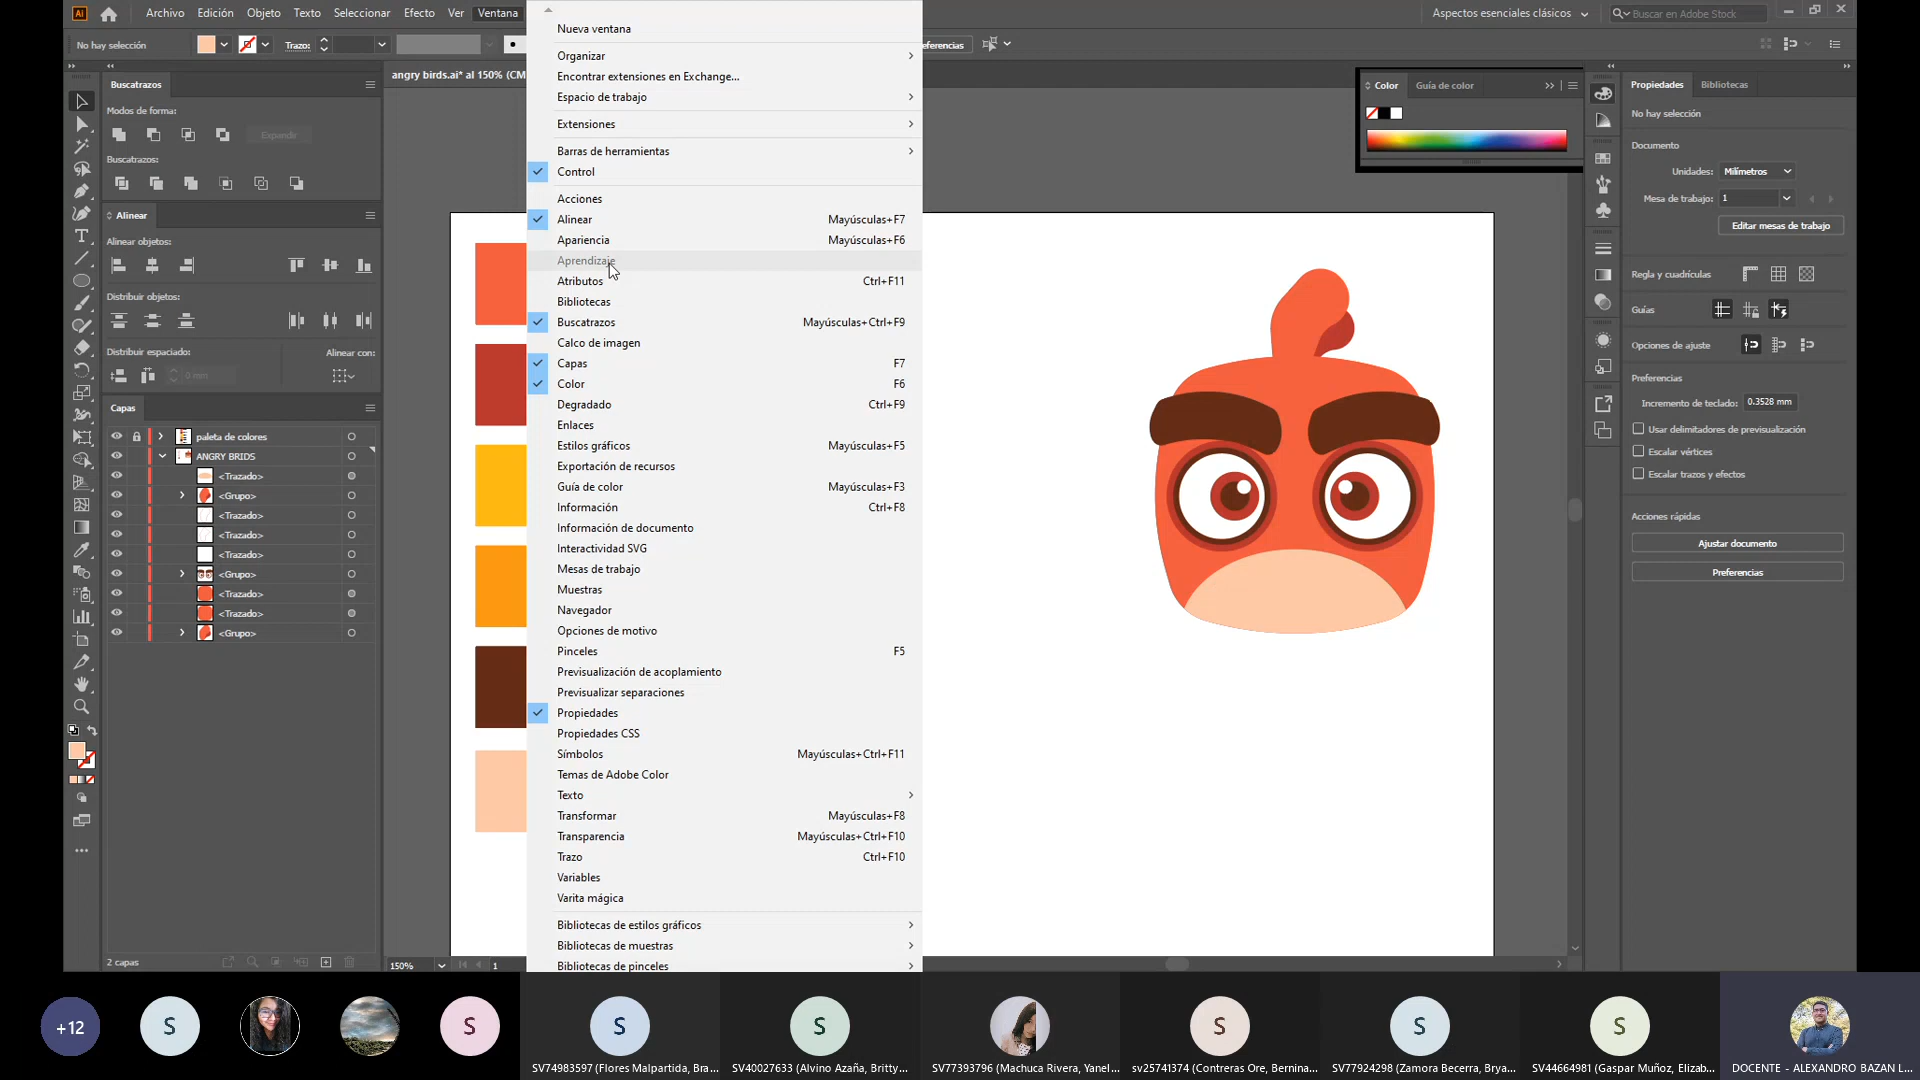 Ai
Archivo Edición Objeto Texto Seleccionar Efecto Ver Ventana
Aspectos esenciales clásicos
Buscar en Adobe Stock
No hay selección
Trazo:
angry birds.ai* al 150% (CM
Buscatrazos
Modos de forma:
Expandir
Buscatrazos:
Alinear
Alinear objetos:
Distribuir objetos:
Distribuir espaciado:
Alinear con:
0 mm
Capas
paleta de colores
ANGRY BRIDS
<Trazado>
<Grupo>
<Trazado>
<Trazado>
<Trazado>
<Grupo>
<Trazado>
<Trazado>
<Grupo>
2 capas
150%
1
Nueva ventana
Organizar
Encontrar extensiones en Exchange...
Espacio de trabajo
Extensiones
Barras de herramientas
Control
Acciones
Alinear Mayúsculas+F7
Apariencia Mayúsculas+F6
Aprendizaje
Atributos Ctrl+F11
Bibliotecas
Buscatrazos Mayúsculas+Ctrl+F9
Calco de imagen
Capas F7
Color F6
Degradado Ctrl+F9
Enlaces
Estilos gráficos Mayúsculas+F5
Exportación de recursos
Guía de color Mayúsculas+F3
Información Ctrl+F8
Información de documento
Interactividad SVG
Mesas de trabajo
Muestras
Navegador
Opciones de motivo
Pinceles F5
Previsualización de acoplamiento
Previsualizar separaciones
Propiedades
Propiedades CSS
Símbolos Mayúsculas+Ctrl+F11
Temas de Adobe Color
Texto
Transformar Mayúsculas+F8
Transparencia Mayúsculas+Ctrl+F10
Trazo Ctrl+F10
Variables
Varita mágica
Bibliotecas de estilos gráficos
Bibliotecas de muestras
Bibliotecas de pinceles
eferencias
Color
Guía de color
Propiedades
Bibliotecas
No hay selección
Documento
Unidades: Milímetros
Mesa de trabajo: 1
Editar mesas de trabajo
Regla y cuadrículas
Guías
Opciones de ajuste
Preferencias
Incremento de teclado: 0.3528 mm
Usar delimitadores de previsualización
Escalar vértices
Escalar trazos y efectos
Acciones rápidas
Ajustar documento
Preferencias
+12
S
S
S
S
S
S
S
SV74983597 (Flores Malpartida, Bra...
SV40027633 (Alvino Azaña, Britty...
SV77393796 (Machuca Rivera, Yanel...
sv25741374 (Contreras Ore, Bernina...
SV77924298 (Zamora Becerra, Brya...
SV44664981 (Gaspar Muñoz, Elizab...
DOCENTE - ALEXANDRO BAZAN L...